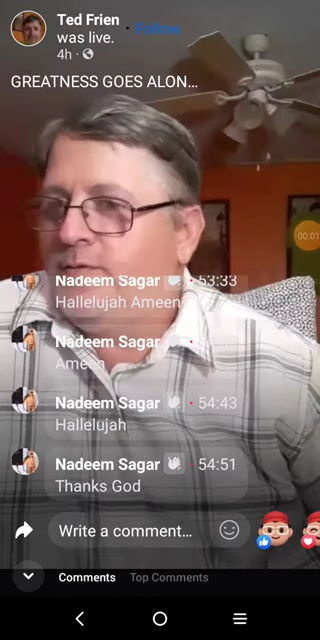 Ted Frien • Follow
was live.
4h ·
GREATNESS GOES ALON…
00:01
Nadeem Sagar • 53:33
Hallelujah Ameen
Nadeem Sagar
Ameen
Nadeem Sagar • 54:43
Hallelujah
Nadeem Sagar • 54:51
Thanks God
Write a comment…
Comments Top Comments